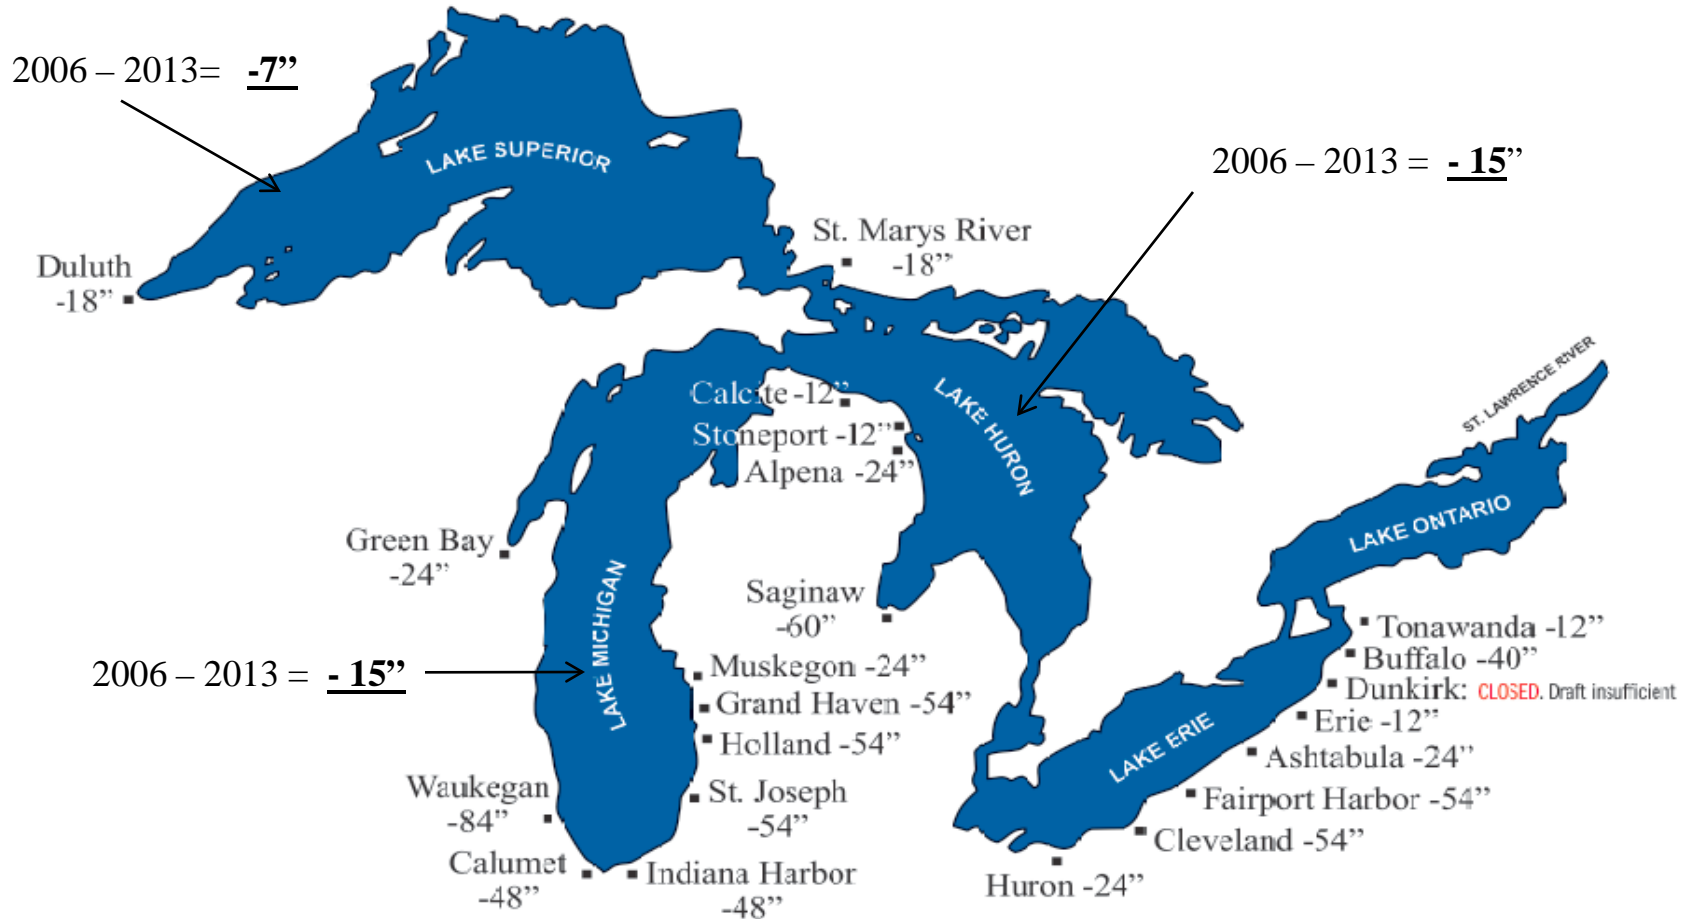 2006 – 2013=  -7”
LAKE SUPERIOR
2006 – 2013 =  - 15”
St. Marys River
-18”
Duluth
-18”
ST. LAWRENCE RIVER
Calcite -12”
Stoneport -12”
Alpena -24”
LAKE HURON
LAKE ONTARIO
Green Bay
-24”
LAKE MICHIGAN
Saginaw
-60”
2006 – 2013 =  - 15”
Muskegon -24”
Grand Haven -54”
Holland -54”
Waukegan
-84”
St. Joseph
-54”
Calumet
-48”
Indiana Harbor
-48”
LAKE ERIE
Tonawanda -12”
Buffalo -40”
Dunkirk: CLOSED. Draft insufficient
Erie -12”
Ashtabula -24”
Fairport Harbor -54”
Cleveland -54”
Huron -24”